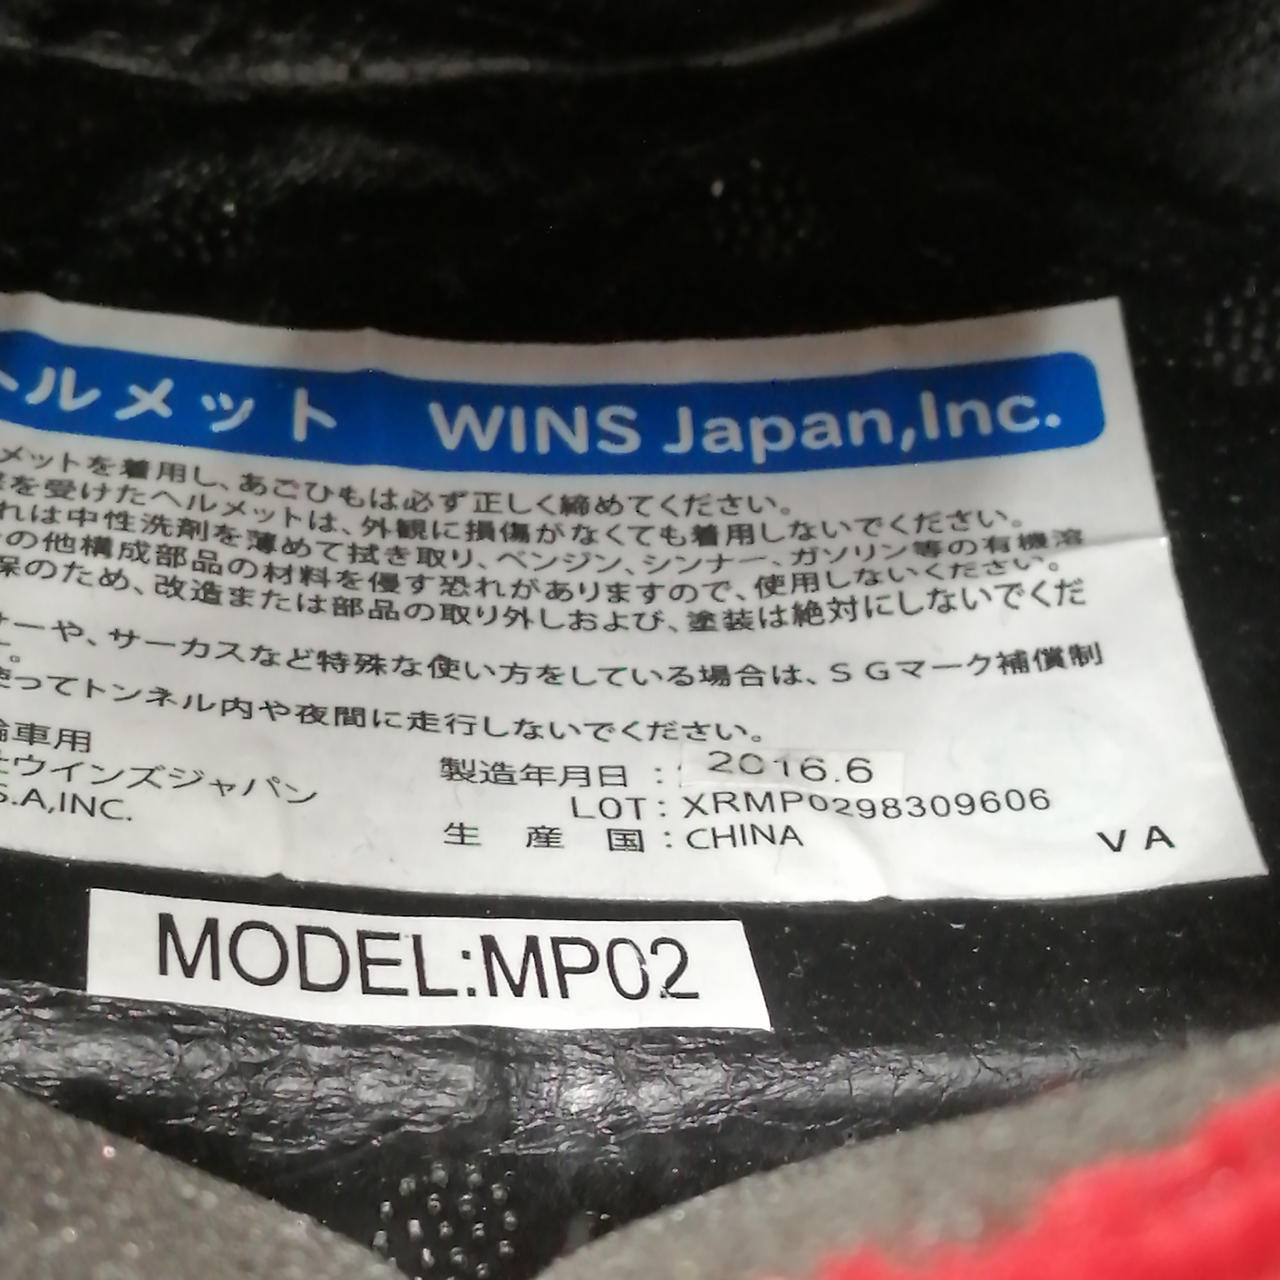 ヘルメット WINS Japan,Inc.
メットを着用し、あごひもは必ず正しく締めてください。
を受けたヘルメットは、外観に損傷がなくても着用しないでください。
れは中性洗剤を薄めて拭き取り、ベンジン、シンナー、ガソリン等の有機溶
の他構成部品の材料を侵す恐れがありますので、使用しないください。
保のため、改造または部品の取り外しおよび、塗装は絶対にしないでくだ
ナーや、サーカスなど特殊な使い方をしている場合は、ＳＧマーク補償制
。
使ってトンネル内や夜間に走行しないでください。
輪車用
社ウインズジャパン
S.A,INC.
製造年月日：2016.6
LOT：XRMP0298309606
生産国：CHINA
VA
MODEL:MP02